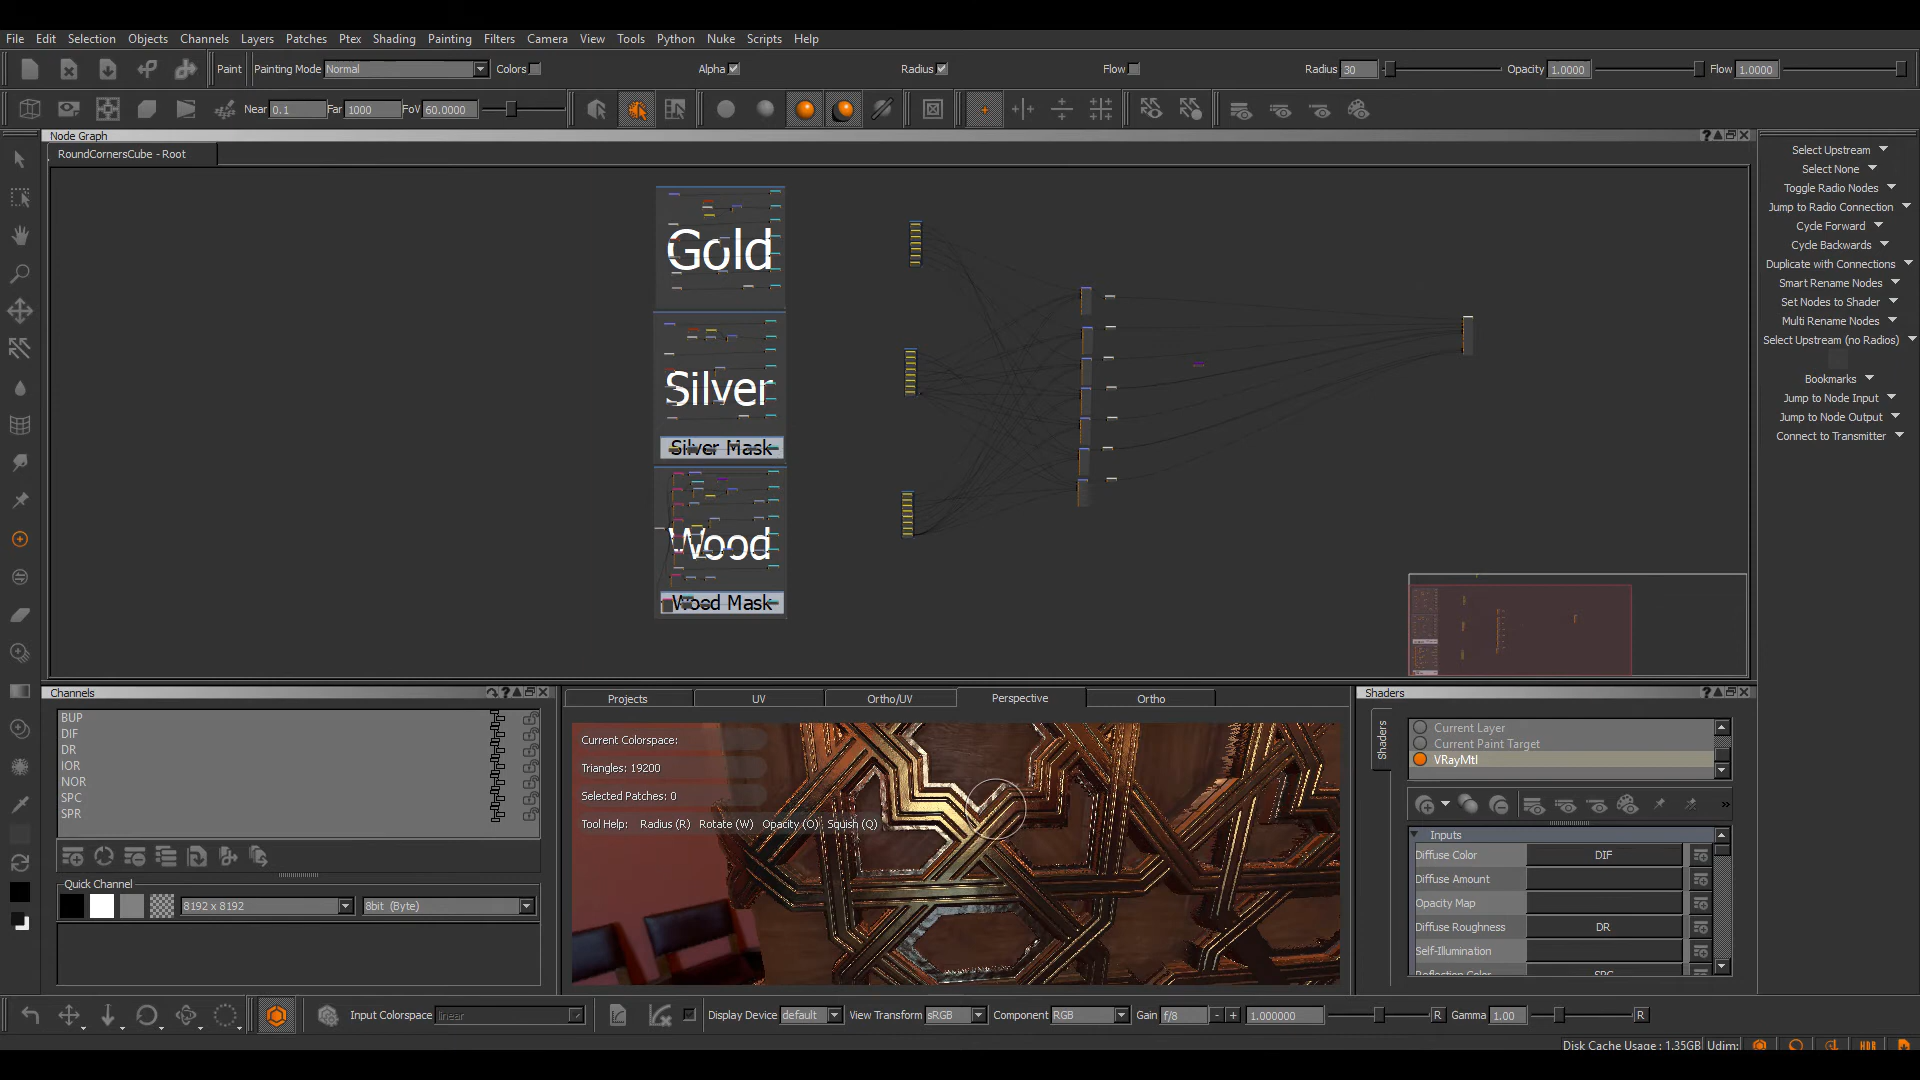 File Edit Selection Objects Channels Layers Patches Ptex Shading Painting Filters Camera View Tools Python Nuke Scripts Help
Paint Painting Mode Normal Colors Alpha Radius Flow Radius 30 Opacity 1.0000 Flow 1.0000
Near 0.1 Far 1000 FoV 60.0000
Node Graph
RoundCornersCube - Root
Gold
Silver
Silver Mask
Wood
Wood Mask
Select Upstream
Select None
Toggle Radio Nodes
Jump to Radio Connection
Cycle Forward
Cycle Backwards
Duplicate with Connections
Smart Rename Nodes
Set Nodes to Shader
Multi Rename Nodes
Select Upstream (no Radios)
Bookmarks
Jump to Node Input
Jump to Node Output
Connect to Transmitter
Channels
BUP
DIF
DR
IOR
NOR
SPC
SPR
Quick Channel
8192 x 8192 8bit (Byte)
Projects UV Ortho/UV Perspective Ortho
Current Colorspace:
Triangles: 19200
Selected Patches: 0
Tool Help: Radius (R) Rotate (W) Opacity (O) Squish (Q)
Shaders
Shaders
Current Layer
Current Paint Target
VRayMtl
Inputs
Diffuse Color DIF
Diffuse Amount
Opacity Map
Diffuse Roughness DR
Self-Illumination
Reflection Color SPC
Input Colorspace linear Display Device default View Transform sRGB Component RGB Gain f/8 - + 1.000000 R Gamma 1.00 R
Disk Cache Usage : 1.35GB Udim: HDR